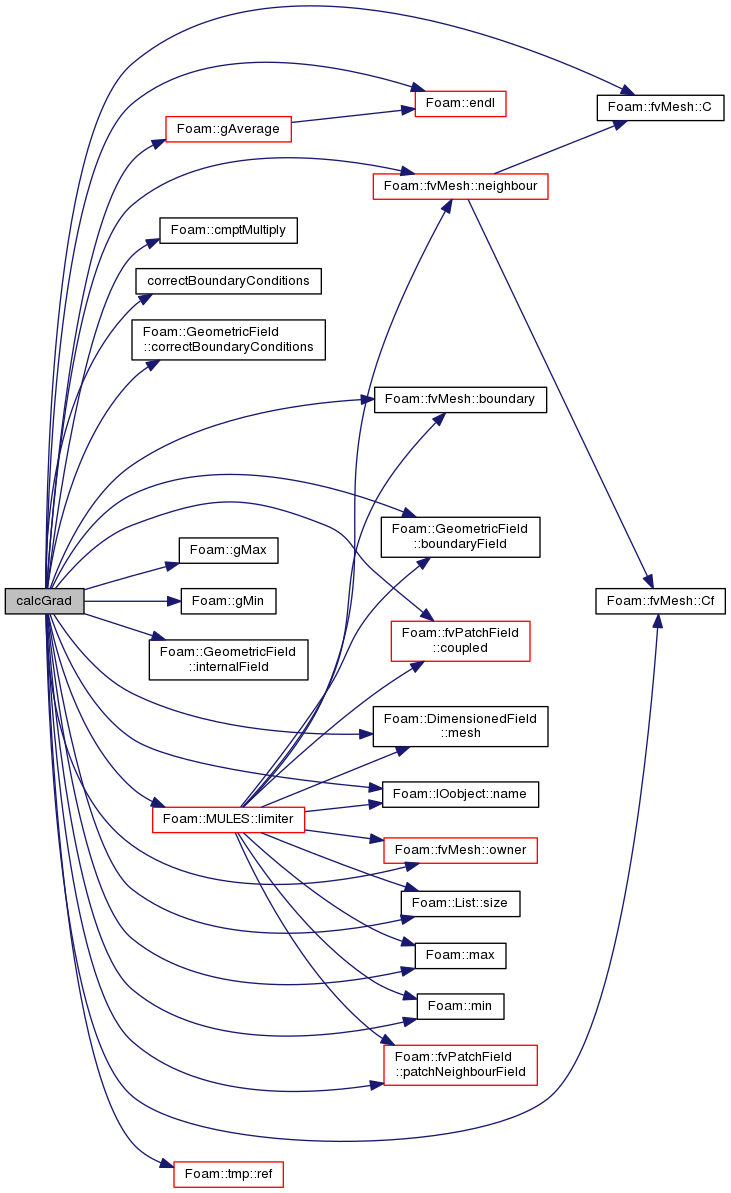 Foam::fvMesh::C
Foam::endl
Foam::gAverage
Foam::fvMesh::neighbour
Foam::cmptMultiply
correctBoundaryConditions
Foam::GeometricField
::correctBoundaryConditions
Foam::fvMesh::boundary
Foam::GeometricField
::boundaryField
Foam::gMax
calcGrad
Foam::gMin
Foam::fvMesh::Cf
Foam::fvPatchField
::coupled
Foam::GeometricField
::internalField
Foam::DimensionedField
::mesh
Foam::IOobject::name
Foam::MULES::limiter
Foam::fvMesh::owner
Foam::List::size
Foam::max
Foam::min
Foam::fvPatchField
::patchNeighbourField
Foam::tmp::ref